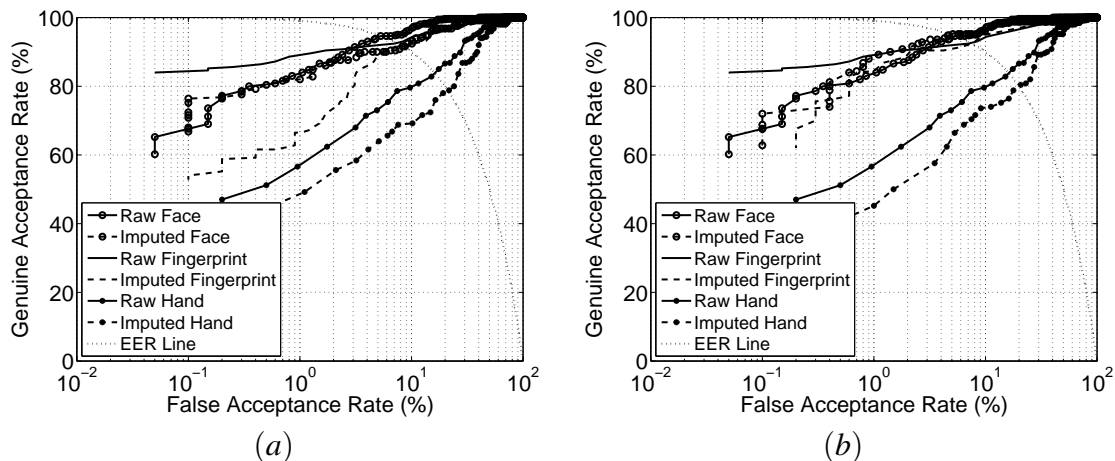 100
80
60
40
20
0
Genuine Acceptance Rate (%)
Raw Face
Imputed Face
Raw Fingerprint
Imputed Fingerprint
Raw Hand
Imputed Hand
EER Line
10^−2 10^−1 10^0 10^1 10^2
False Acceptance Rate (%)
(a)
100
80
60
40
20
0
Genuine Acceptance Rate (%)
Raw Face
Imputed Face
Raw Fingerprint
Imputed Fingerprint
Raw Hand
Imputed Hand
EER Line
10^−2 10^−1 10^0 10^1 10^2
False Acceptance Rate (%)
(b)